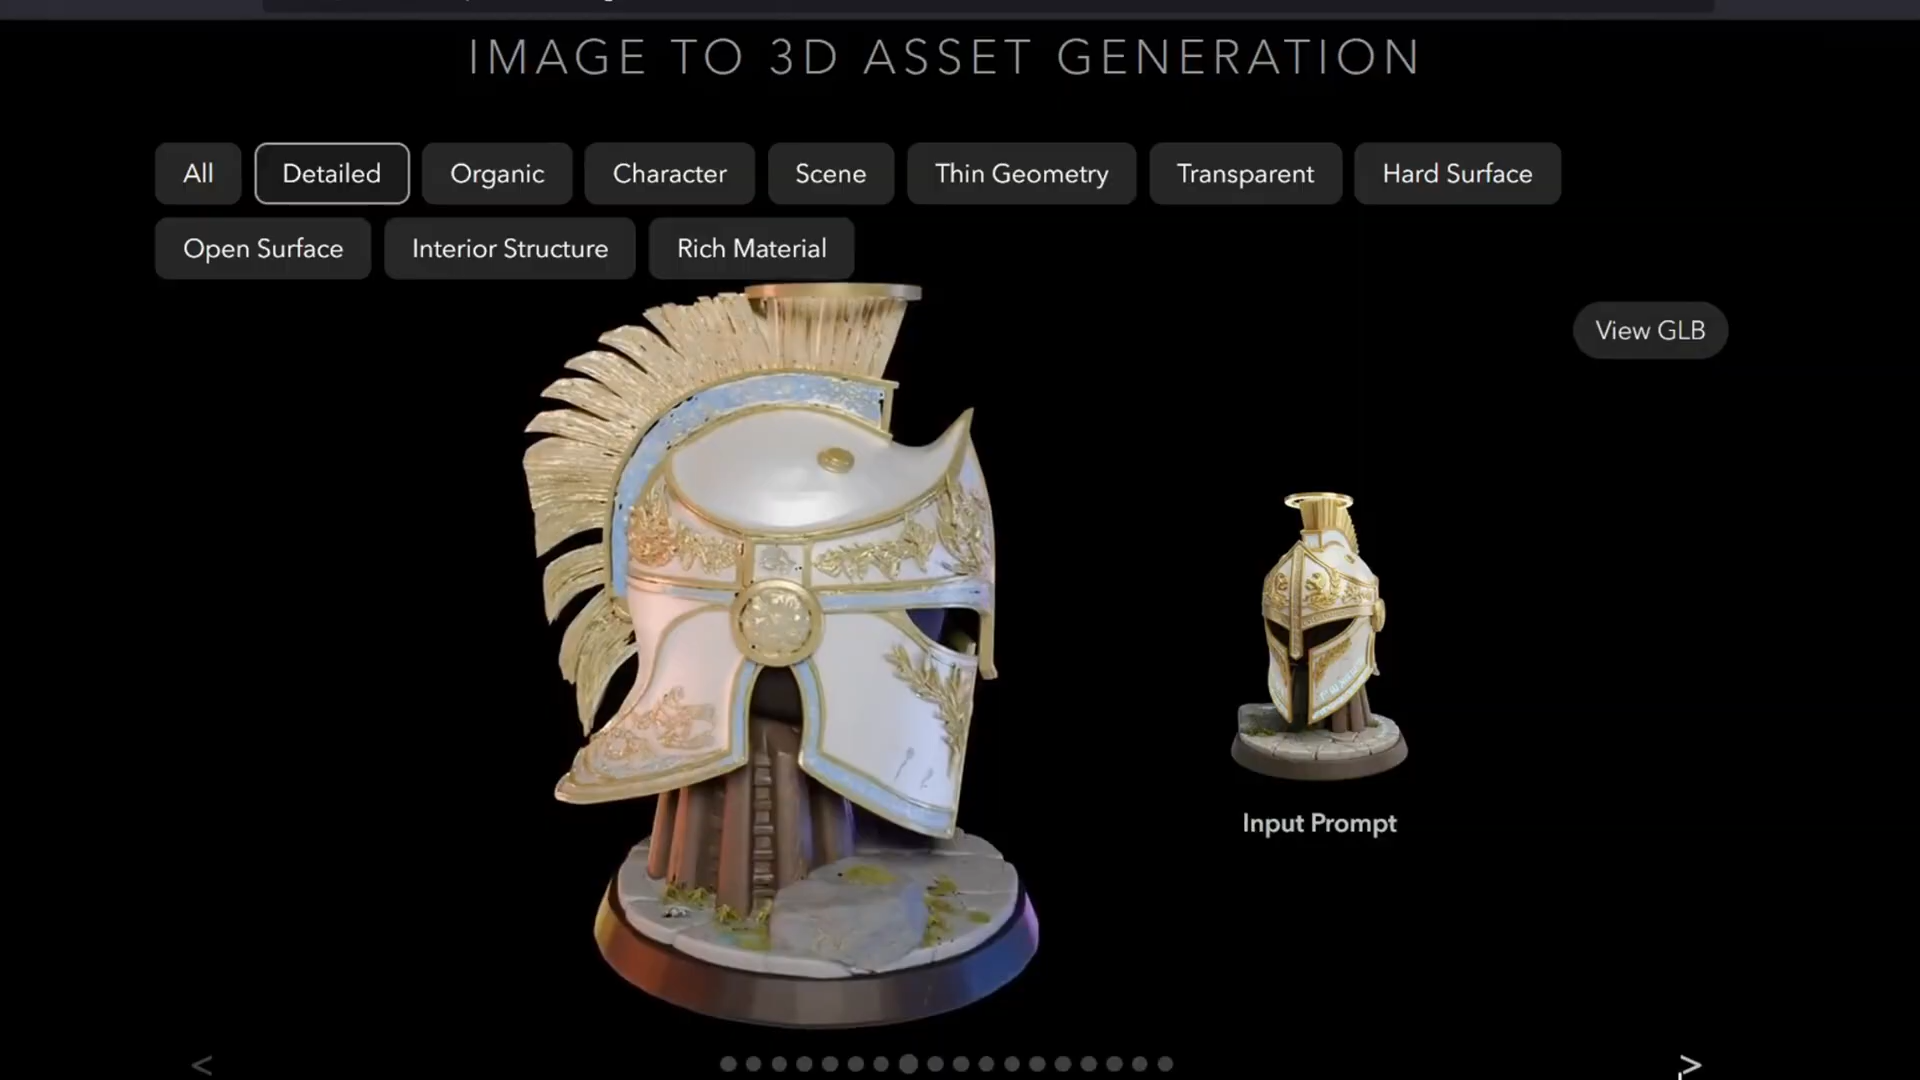 IMAGE TO 3D ASSET GENERATION
All Detailed Organic Character Scene Thin Geometry Transparent Hard Surface
Open Surface Interior Structure Rich Material
View GLB
Input Prompt
< >